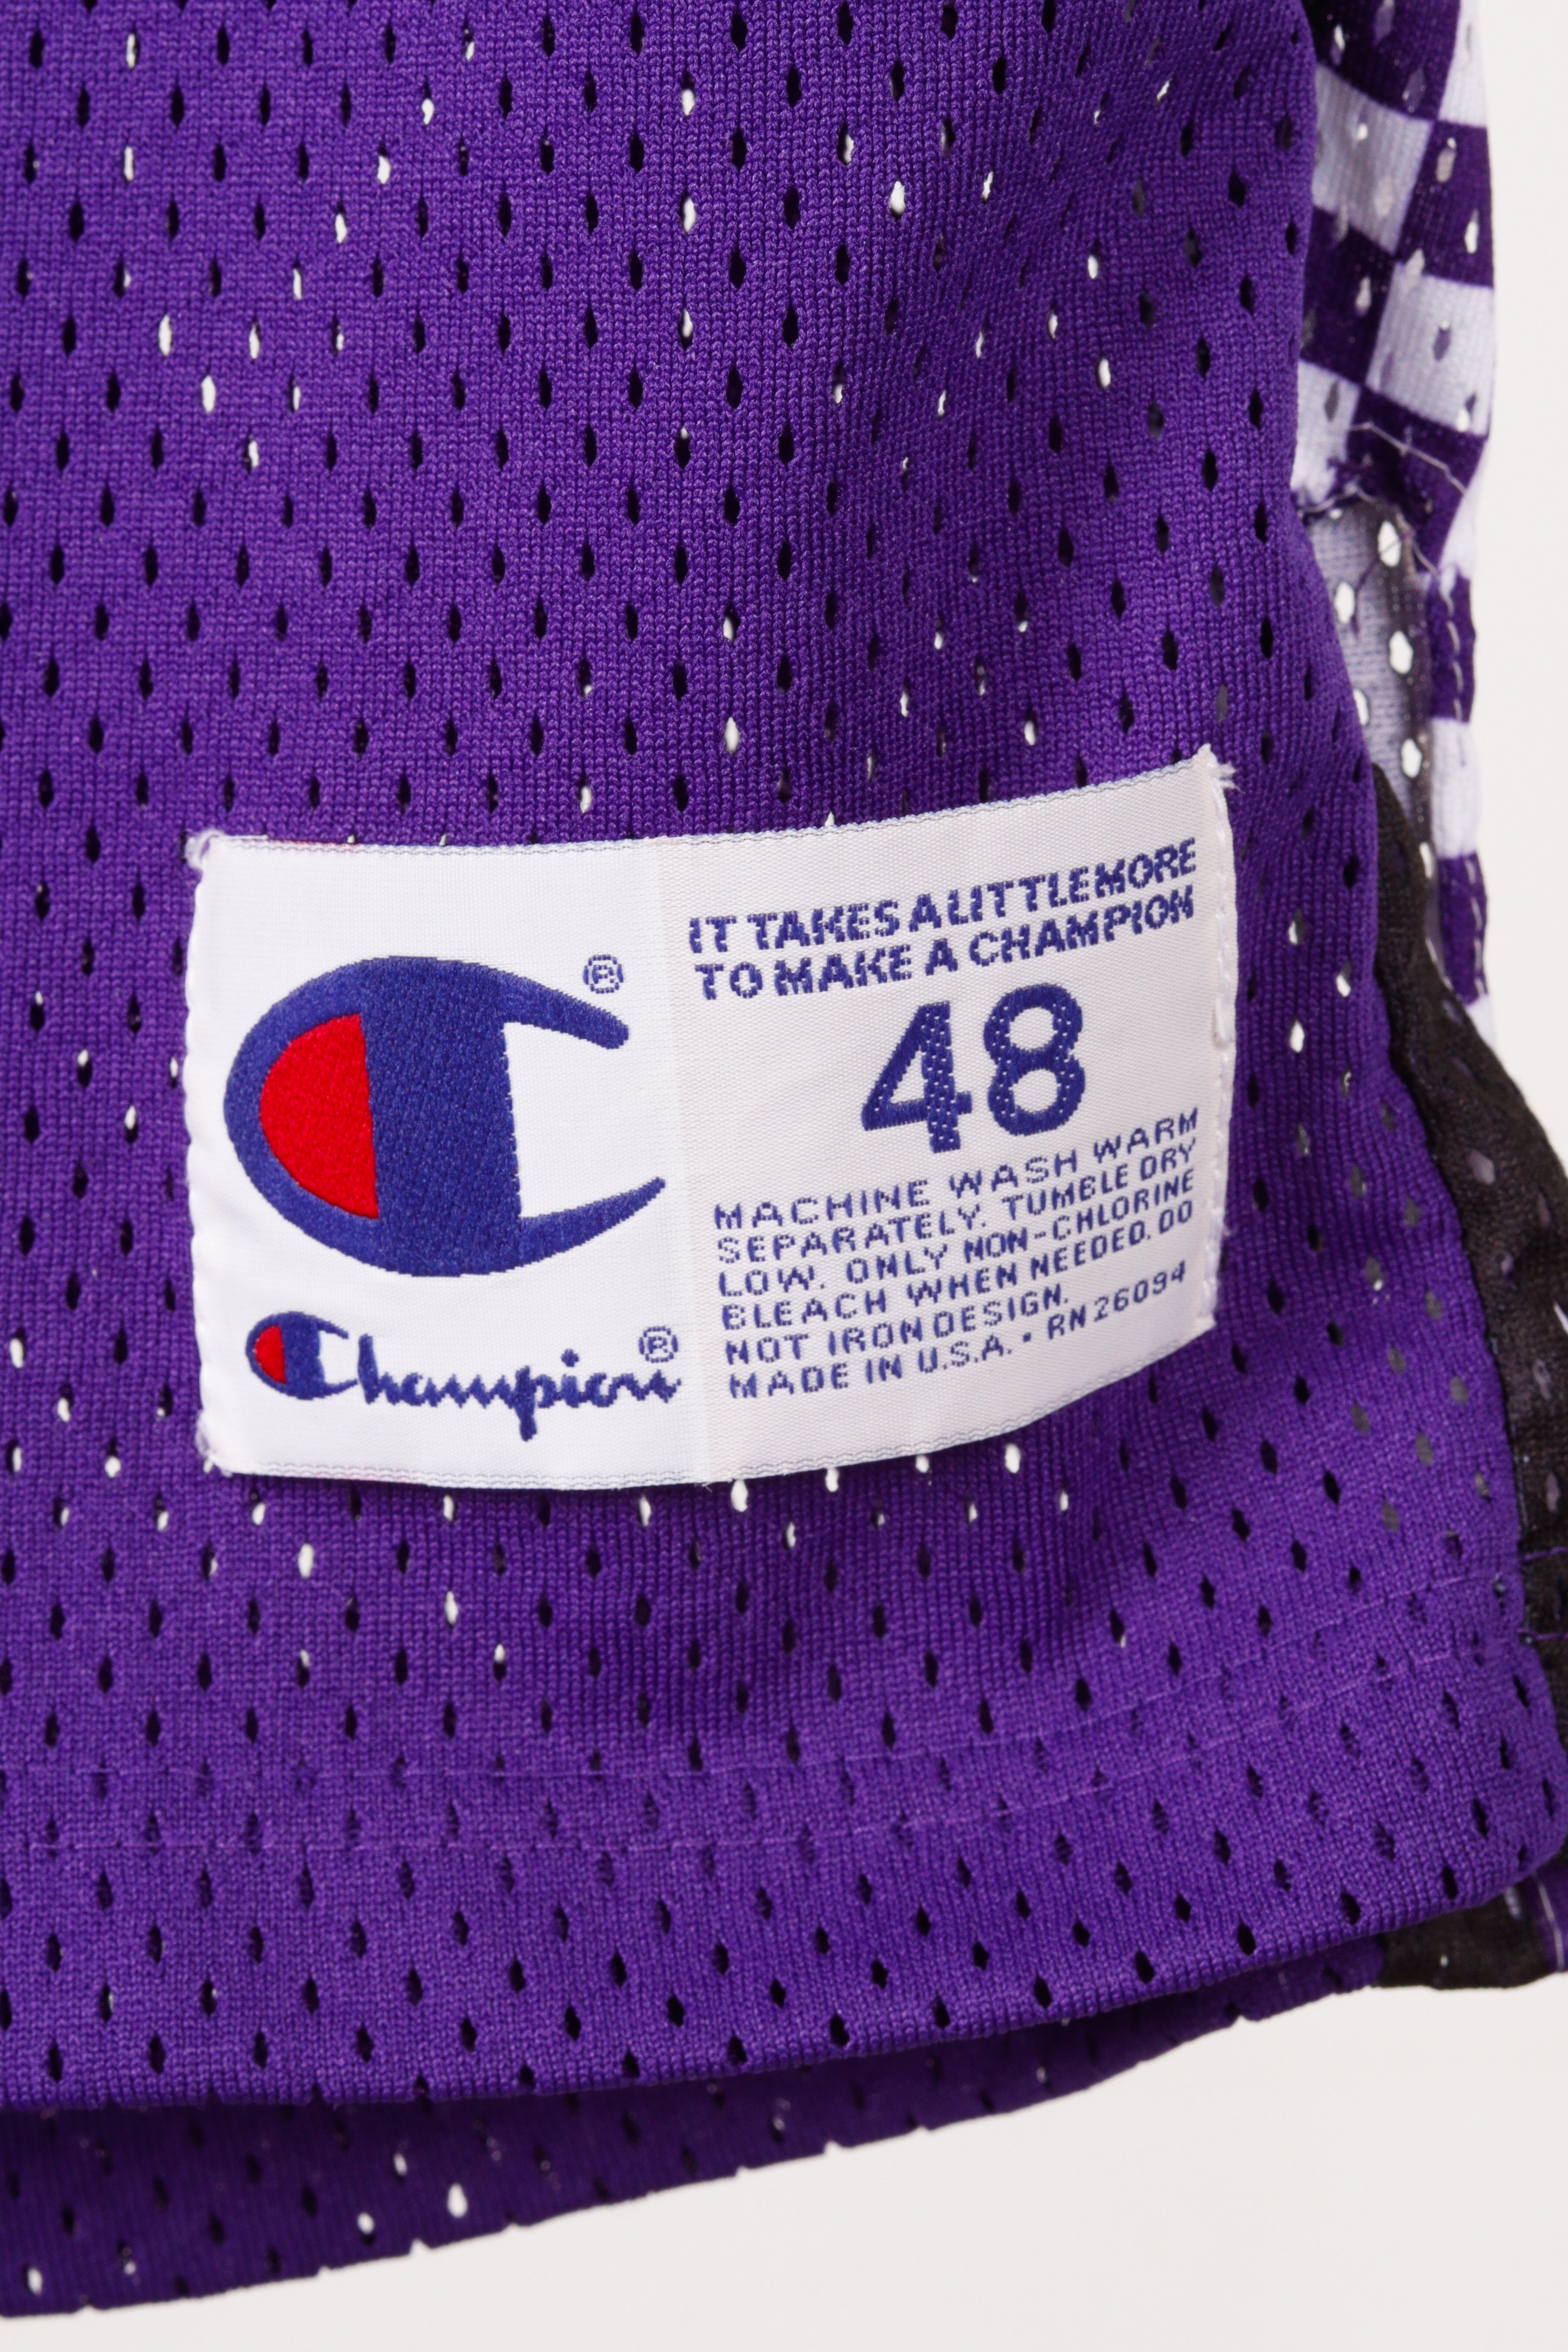 ®
Champion®
IT TAKES A LITTLE MORE
TO MAKE A CHAMPION
48
MACHINE WASH WARM
SEPARATELY. TUMBLE DRY
LOW. ONLY NON-CHLORINE
BLEACH WHEN NEEDED. DO
NOT IRON DESIGN.
MADE IN U.S.A. • RN 26094